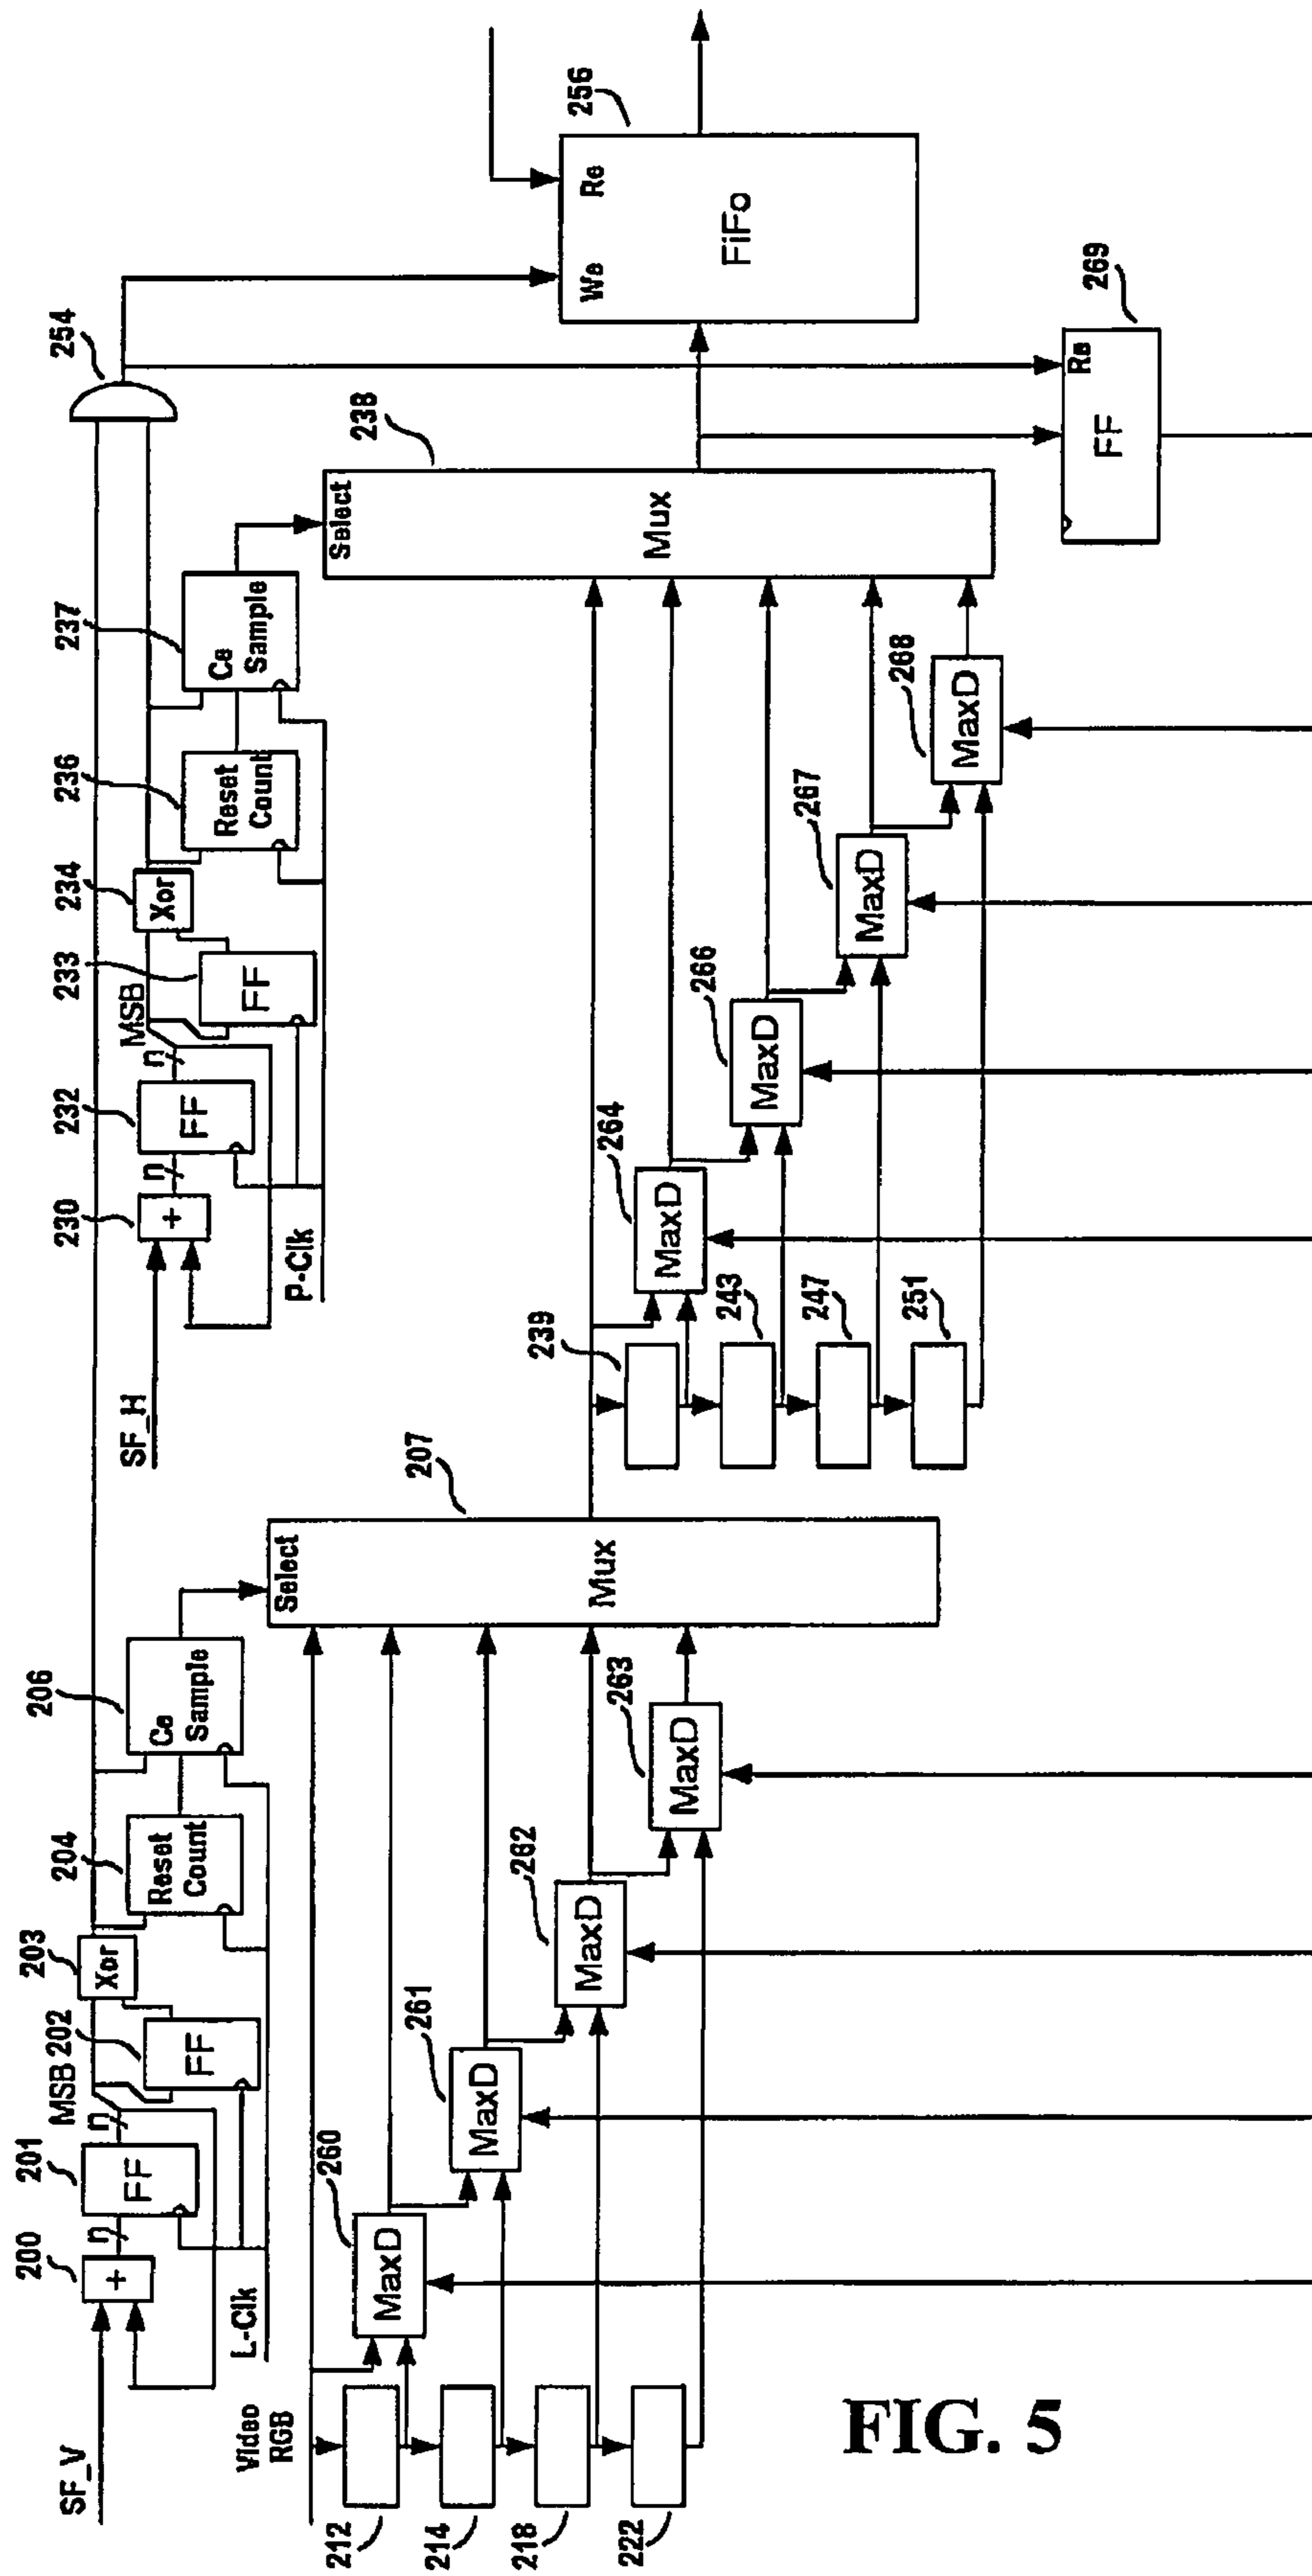 SF_V
200
+
n
201
FF
n
MSB
202
FF
203
Xor
L-Clk
204
Reset
Count
206
Ce
Sample
Video
RGB
212
214
218
222
260
MaxD
261
MaxD
262
MaxD
263
MaxD
207
Select
Mux
SF_H
230
+
n
232
FF
n
MSB
233
FF
234
Xor
P-Clk
236
Reset
Count
237
Ce
Sample
239
243
247
251
264
MaxD
266
MaxD
267
MaxD
268
MaxD
238
Select
Mux
254
256
We
Re
FiFo
269
FF
Re
FIG. 5